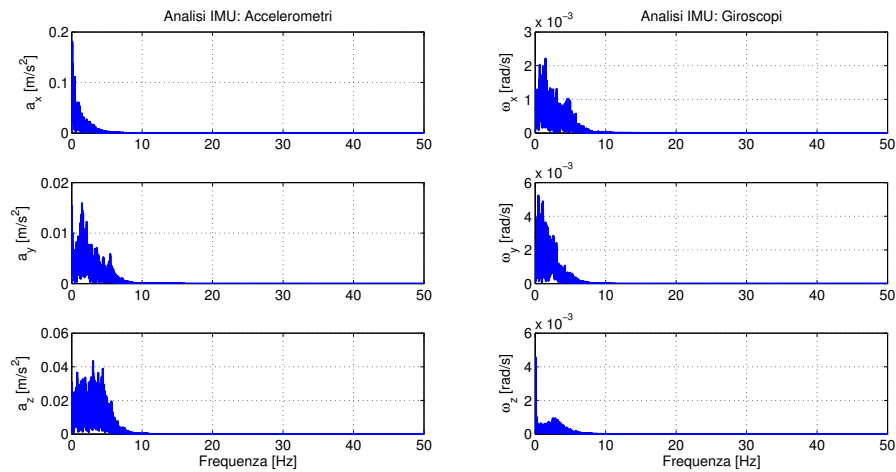 Analisi IMU: Accelerometri
0.2
0.1
0
a_x [m/s²]
0 10 20 30 40 50
0.02
0.01
0
a_y [m/s²]
0 10 20 30 40 50
0.06
0.04
0.02
0
a_z [m/s²]
0 10 20 30 40 50
Frequenza [Hz]
Analisi IMU: Giroscopi
x 10⁻³
3
2
1
0
ω_x [rad/s]
0 10 20 30 40 50
x 10⁻³
6
4
2
0
ω_y [rad/s]
0 10 20 30 40 50
x 10⁻³
6
4
2
0
ω_z [rad/s]
0 10 20 30 40 50
Frequenza [Hz]